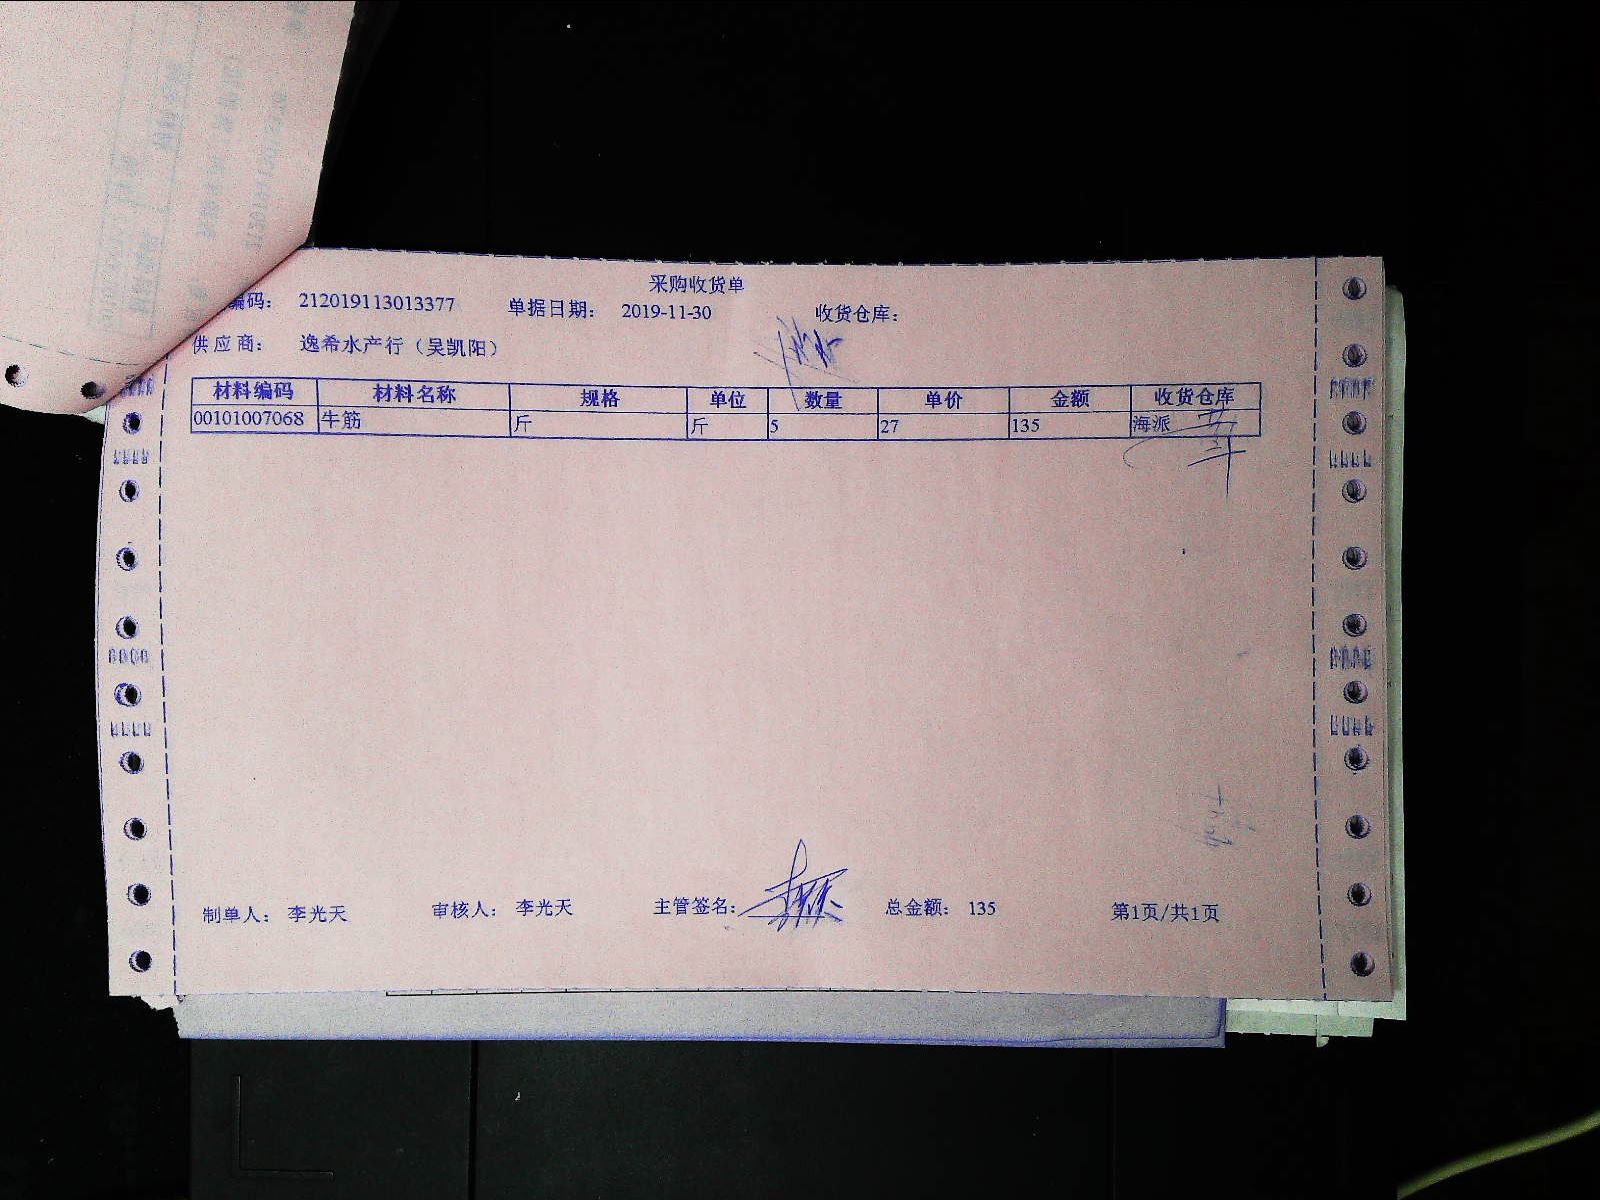 采购收货单
编码： 212019113013377 单据日期： 2019-11-30 收货仓库：
供应商： 逸希水产行（吴凯阳）
材料编码 材料名称 规格 单位 数量 单价 金额 收货仓库
00101007068 牛筋 斤 斤 5 27 135 海派
制单人： 李光天 审核人： 李光天 主管签名： 总金额： 135 第1页/共1页